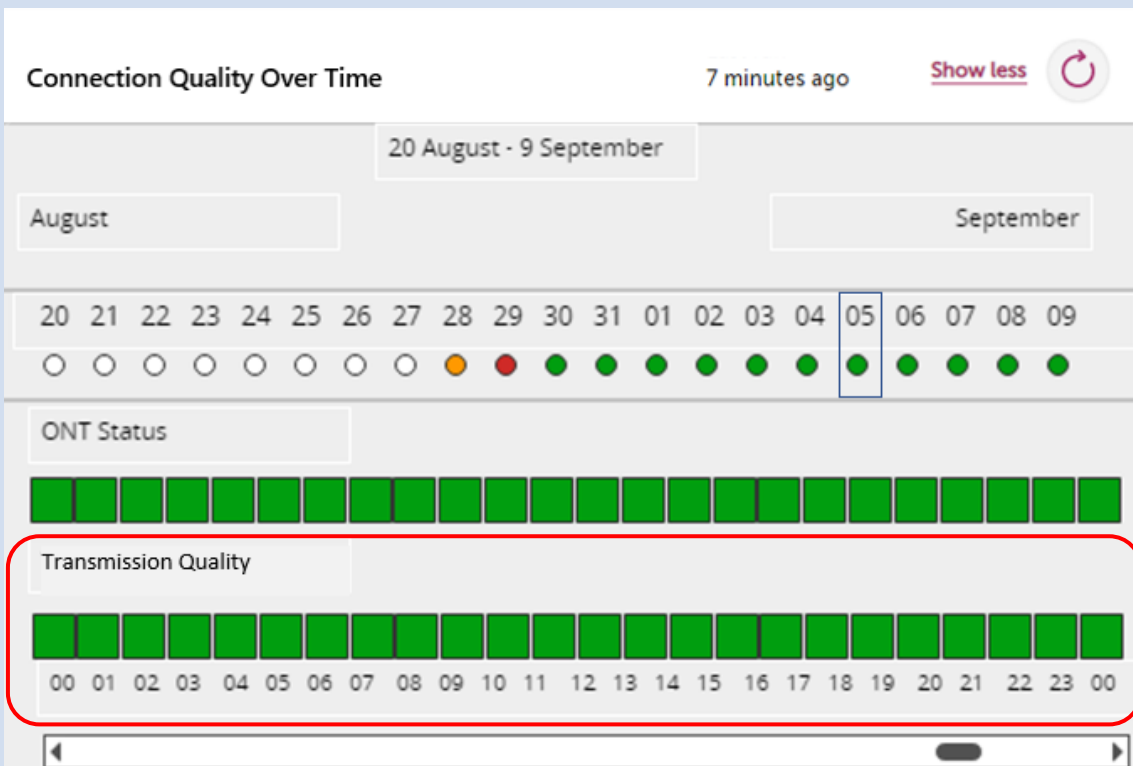 Connection Quality Over Time 7 minutes ago Show less
20 August - 9 September
August September
20 21 22 23 24 25 26 27 28 29 30 31 01 02 03 04 05 06 07 08 09
ONT Status
Transmission Quality
00 01 02 03 04 05 06 07 08 09 10 11 12 13 14 15 16 17 18 19 20 21 22 23 00